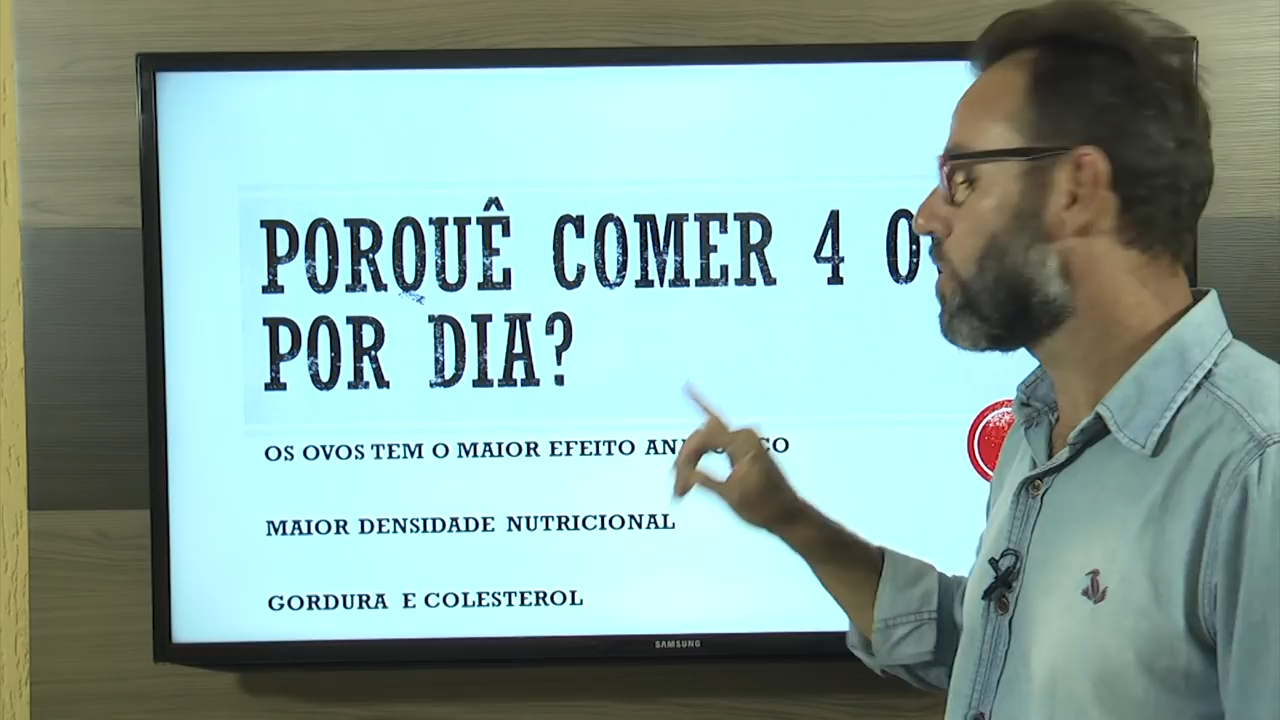 PORQUÊ COMER 4 O
POR DIA?
OS OVOS TEM O MAIOR EFEITO
MAIOR DENSIDADE NUTRICIONAL
GORDURA E COLESTEROL
SAMSUNG